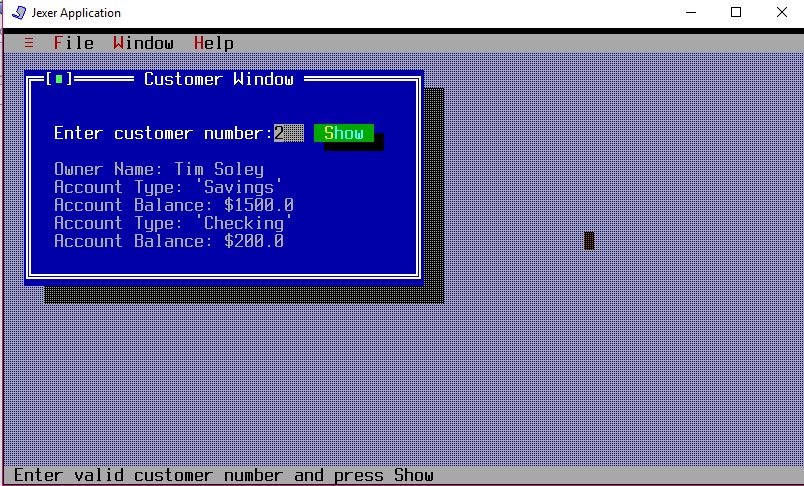 Jexer Application
≡ File Window Help
Customer Window
Enter customer number:2 Show
Owner Name: Tim Soley
Account Type: 'Savings'
Account Balance: $1500.0
Account Type: 'Checking'
Account Balance: $200.0
Enter valid customer number and press Show